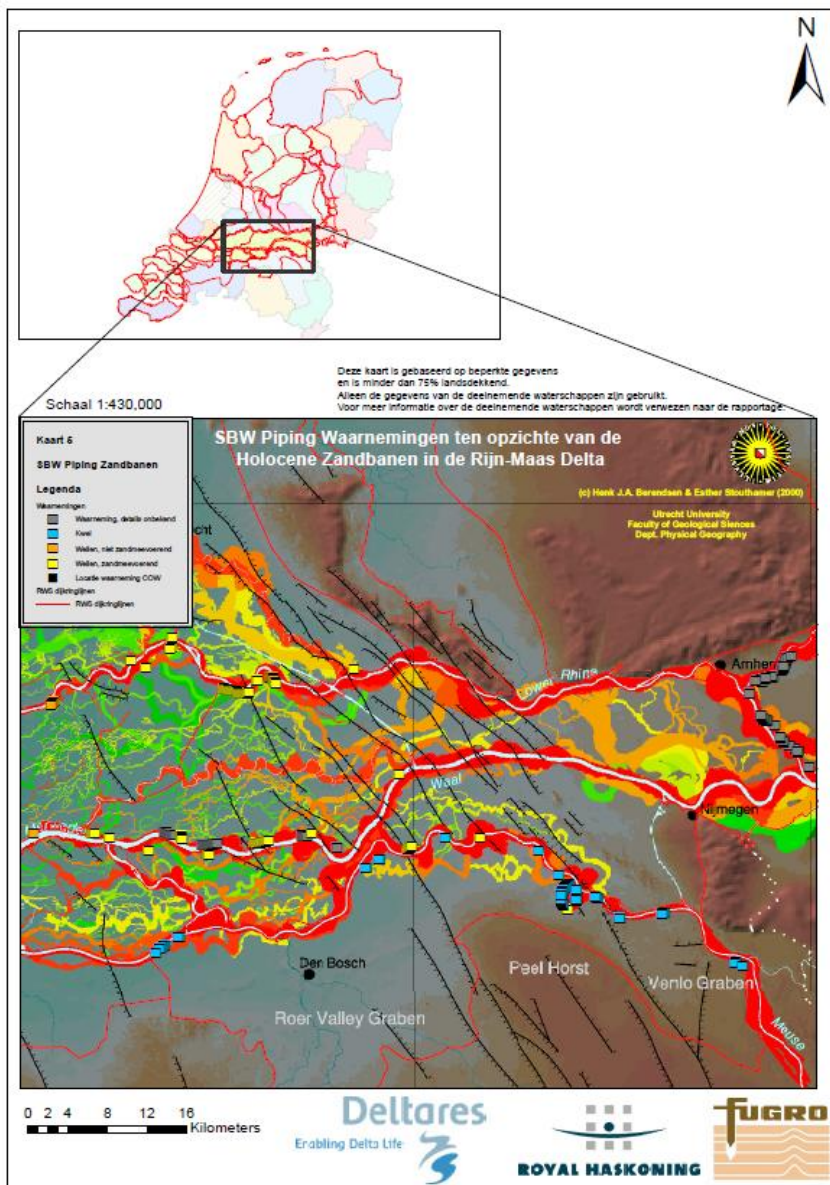 N
Deze kaart is gebaseerd op beperkte gegevens
en is minder dan 75% landsdekkend.
Alleen de gegevens van de deelnemende waterschappen zijn gebruikt.
Voor meer informatie over de deelnemende waterschappen wordt verwezen naar de rapportage.
Schaal 1:430,000
Kaart 5
SBW Piping Zandbanen
Legenda
Waarnemingen
Waarneming, details onbekend
Kwel
Wellen, niet zandmeevoerend
Wellen, zandmeevoerend
Locatie waarneming COW
RWS dijkringlijnen
RWS dijkringlijnen
SBW Piping Waarnemingen ten opzichte van de
Holocene Zandbanen in de Rijn-Maas Delta
(c) Henk J.A. Berendsen & Esther Stouthamer (2000)
Utrecht University
Faculty of Geological Siences
Dept. Physical Geography
echt
Arnhem
Lower Rhine
Waal
Nijmegen
Den Bosch
Peel Horst
Venlo Graben
Roer Valley Graben
Meuse
0 2 4 8 12 16
Kilometers
Deltares
Enabling Delta Life
ROYAL HASKONING
FUGRO